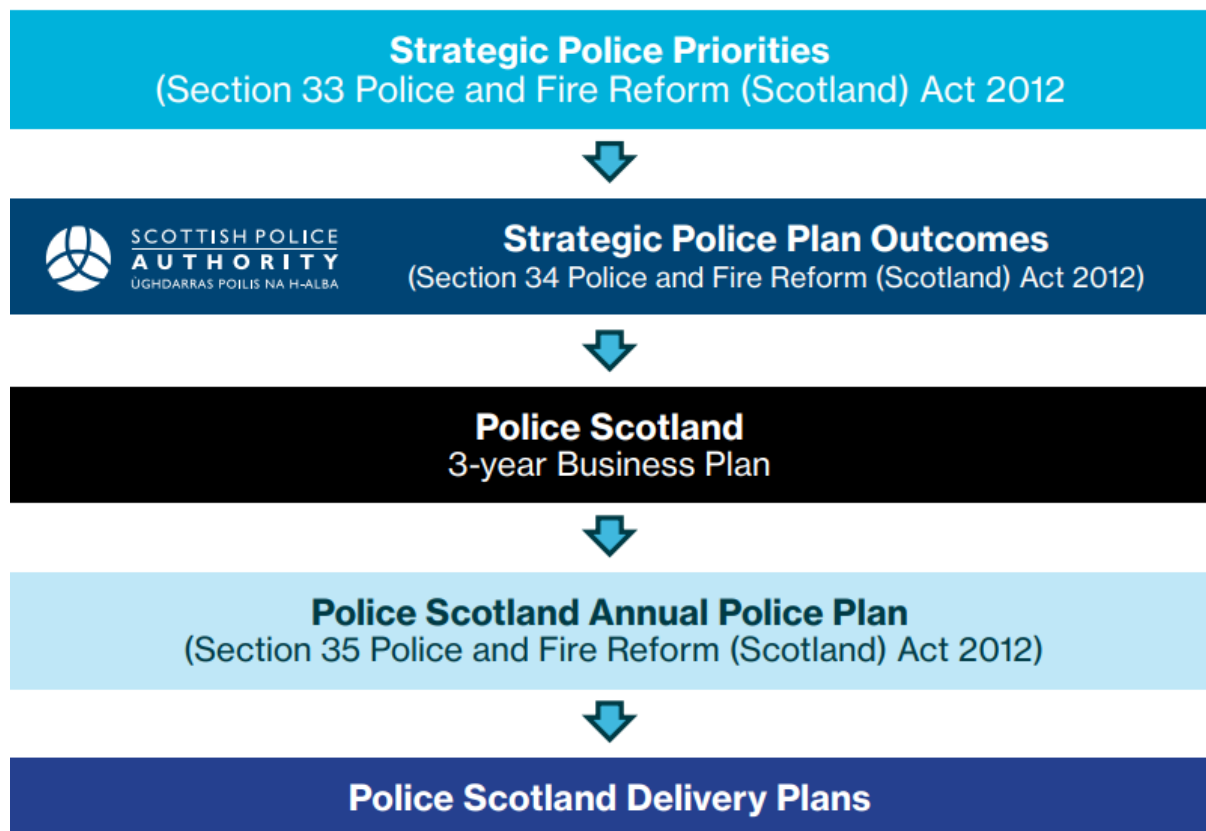 Strategic Police Priorities
(Section 33 Police and Fire Reform (Scotland) Act 2012
SCOTTISH POLICE
AUTHORITY
ÙGHDARRAS POILIS NA H-ALBA
Strategic Police Plan Outcomes
(Section 34 Police and Fire Reform (Scotland) Act 2012)
Police Scotland
3-year Business Plan
Police Scotland Annual Police Plan
(Section 35 Police and Fire Reform (Scotland) Act 2012)
Police Scotland Delivery Plans